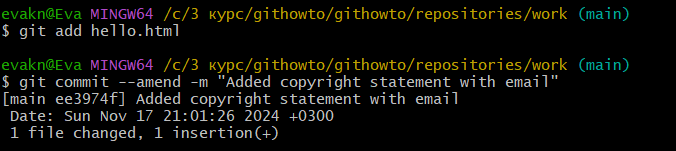 evakn@Eva MINGW64 /c/3 курс/githowto/githowto/repositories/work (main)
$ git add hello.html
evakn@Eva MINGW64 /c/3 курс/githowto/githowto/repositories/work (main)
$ git commit --amend -m "Added copyright statement with email"
[main ee3974f] Added copyright statement with email
 Date: Sun Nov 17 21:01:26 2024 +0300
 1 file changed, 1 insertion(+)